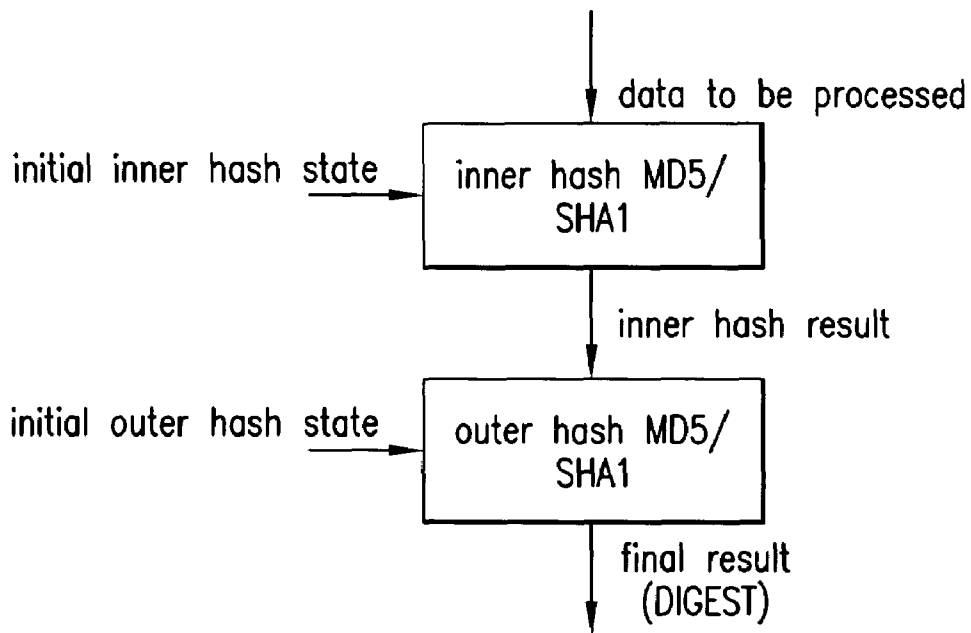 data to be processed
initial inner hash state
inner hash MD5/
SHA1
inner hash result
initial outer hash state
outer hash MD5/
SHA1
final result
(DIGEST)